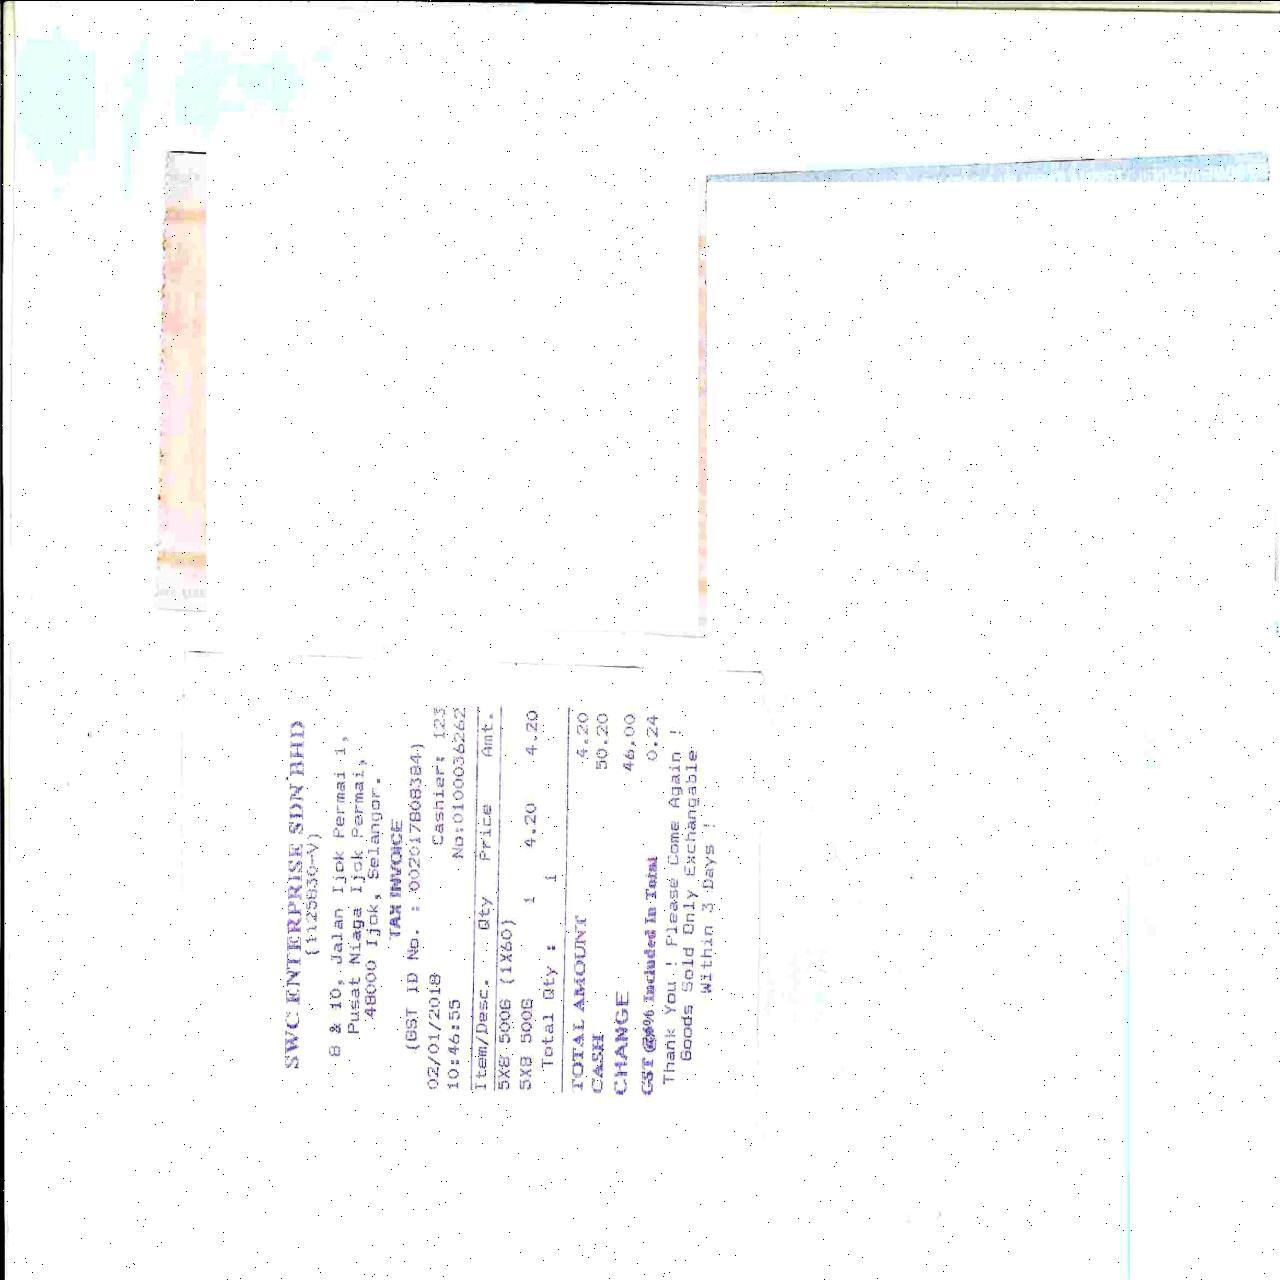 SWC ENTERPRISE SDN BHD
(1125830-V)
8 & 10, Jalan Ijok Permai 1,
Pusat Niaga Ijok Permai,
48000 Ijok, Selangor.
TAX INVOICE
(GST ID No. : 002017808384)
02/01/2018 Cashier: 123
10:46:55 No:0100036262
Item/Desc. Qty Price Amt.
5X8 500G (1X60)
5X8 500G 1 4.20 4.20
Total Qty : 1
TOTAL AMOUNT 4.20
CASH 50.20
CHANGE 46.00
GST @6% Included In Total 0.24
Thank You ! Please Come Again !
Goods Sold Only Exchangable
Within 3 Days !